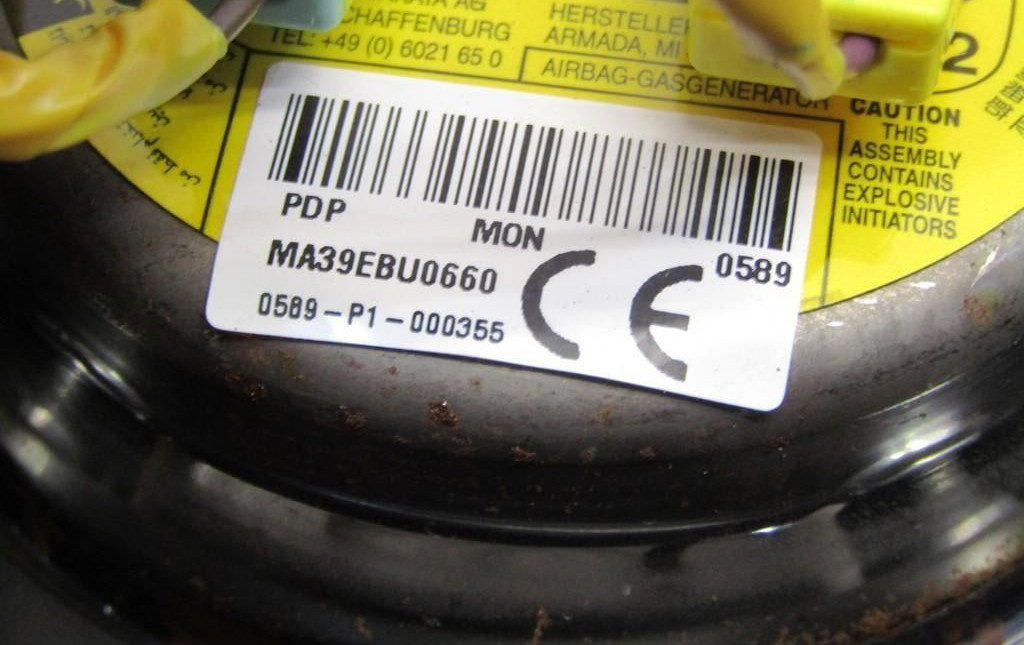 CHAFFENBURG
TEL: +49 (0) 6021 65 0
HERSTELLER
ARMADA, MI
AIRBAG-GASGENERATOR
2
CAUTION
THIS
ASSEMBLY
CONTAINS
EXPLOSIVE
INITIATORS
PDP
MON
0589
MA39EBU0660
CE
0589-P1-000355